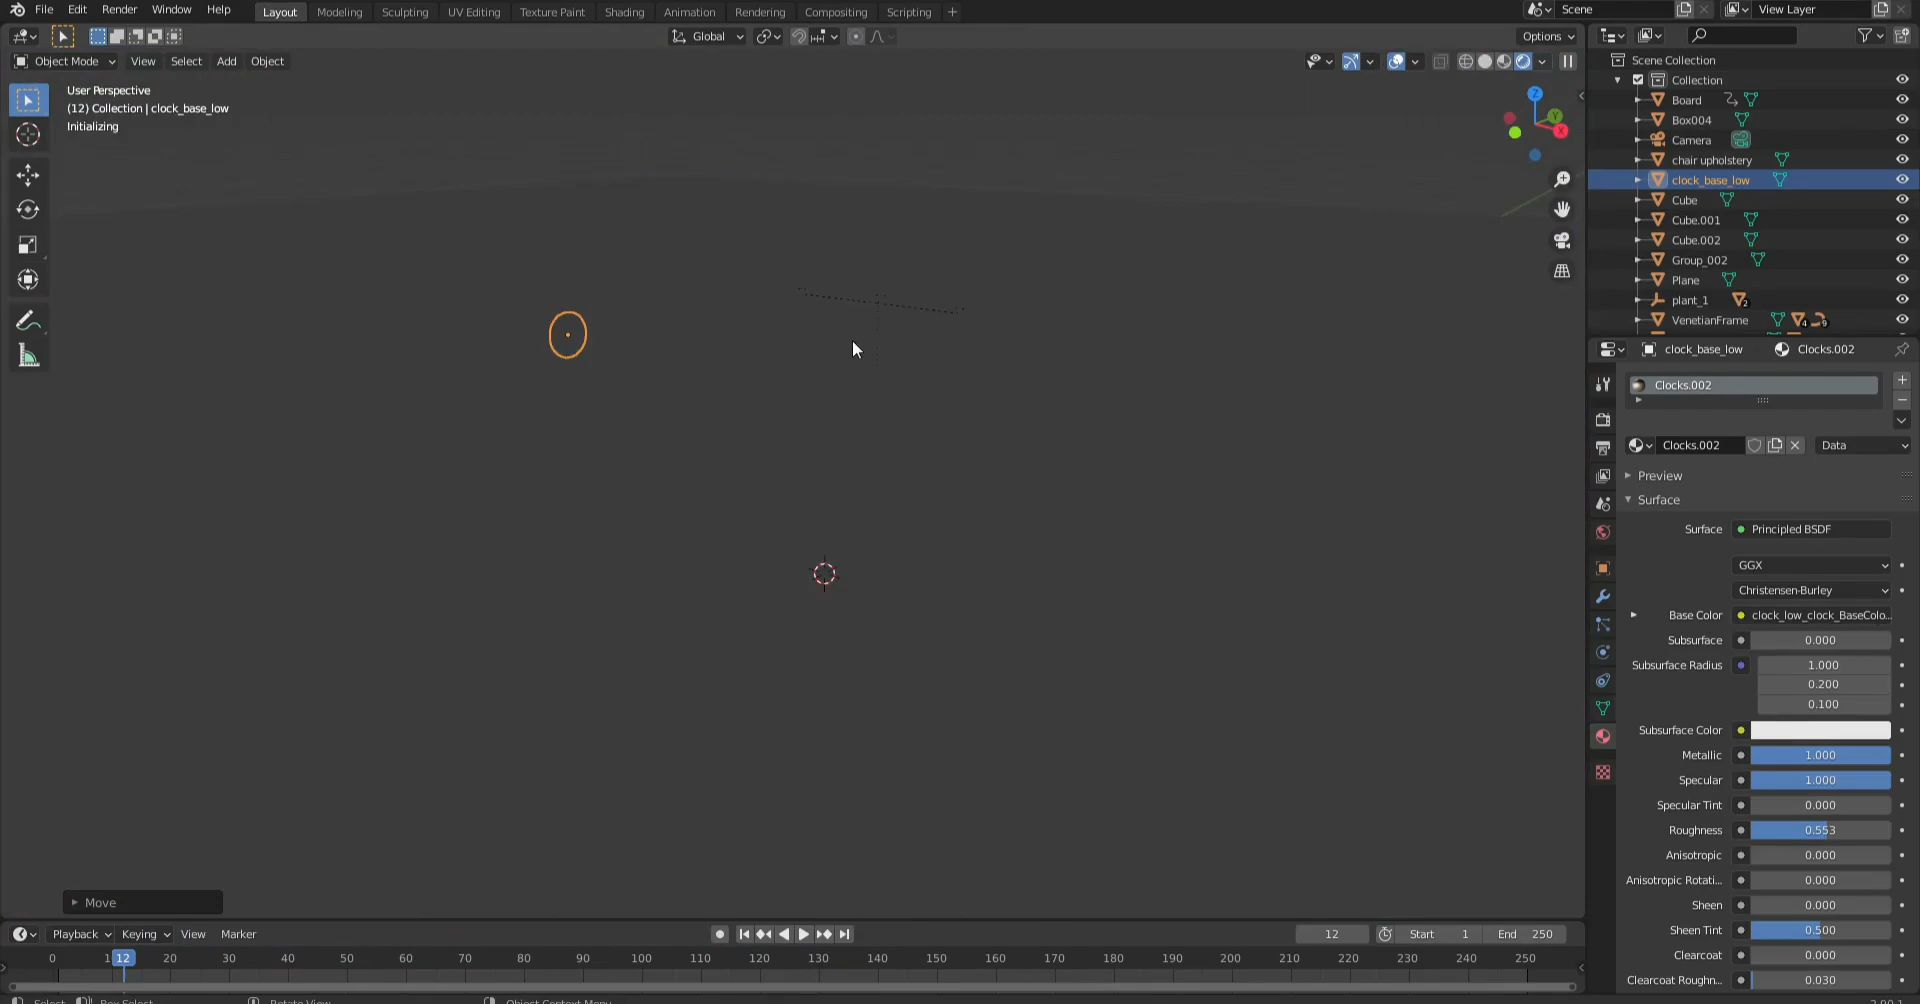 File Edit Render Window Help Layout Modeling Sculpting UV Editing Texture Paint Shading Animation Rendering Compositing Scripting Scene View Layer
Global Options
Object Mode View Select Add Object
User Perspective
(12) Collection | clock_base_low
Initializing
Z
Y
X
Move
Scene Collection
Collection
Board
Box004
Camera
chair upholstery
clock_base_low
Cube
Cube.001
Cube.002
Group_002
Plane
plant_1 2
VenetianFrame 4 9
clock_base_low Clocks.002
Clocks.002
Clocks.002 Data
Preview
Surface
Surface Principled BSDF
GGX
Christensen-Burley
Base Color clock_low_clock_BaseColo...
Subsurface 0.000
Subsurface Radius 1.000
0.200
0.100
Subsurface Color
Metallic 1.000
Specular 1.000
Specular Tint 0.000
Roughness 0.553
Anisotropic 0.000
Anisotropic Rotati... 0.000
Sheen 0.000
Sheen Tint 0.500
Clearcoat 0.000
Clearcoat Roughn... 0.030
Playback Keying View Marker 12 Start 1 End 250
0 1 12 20 30 40 50 60 70 80 90 100 110 120 130 140 150 160 170 180 190 200 210 220 230 240 250
Select Box Select Rotate View Object Context Menu